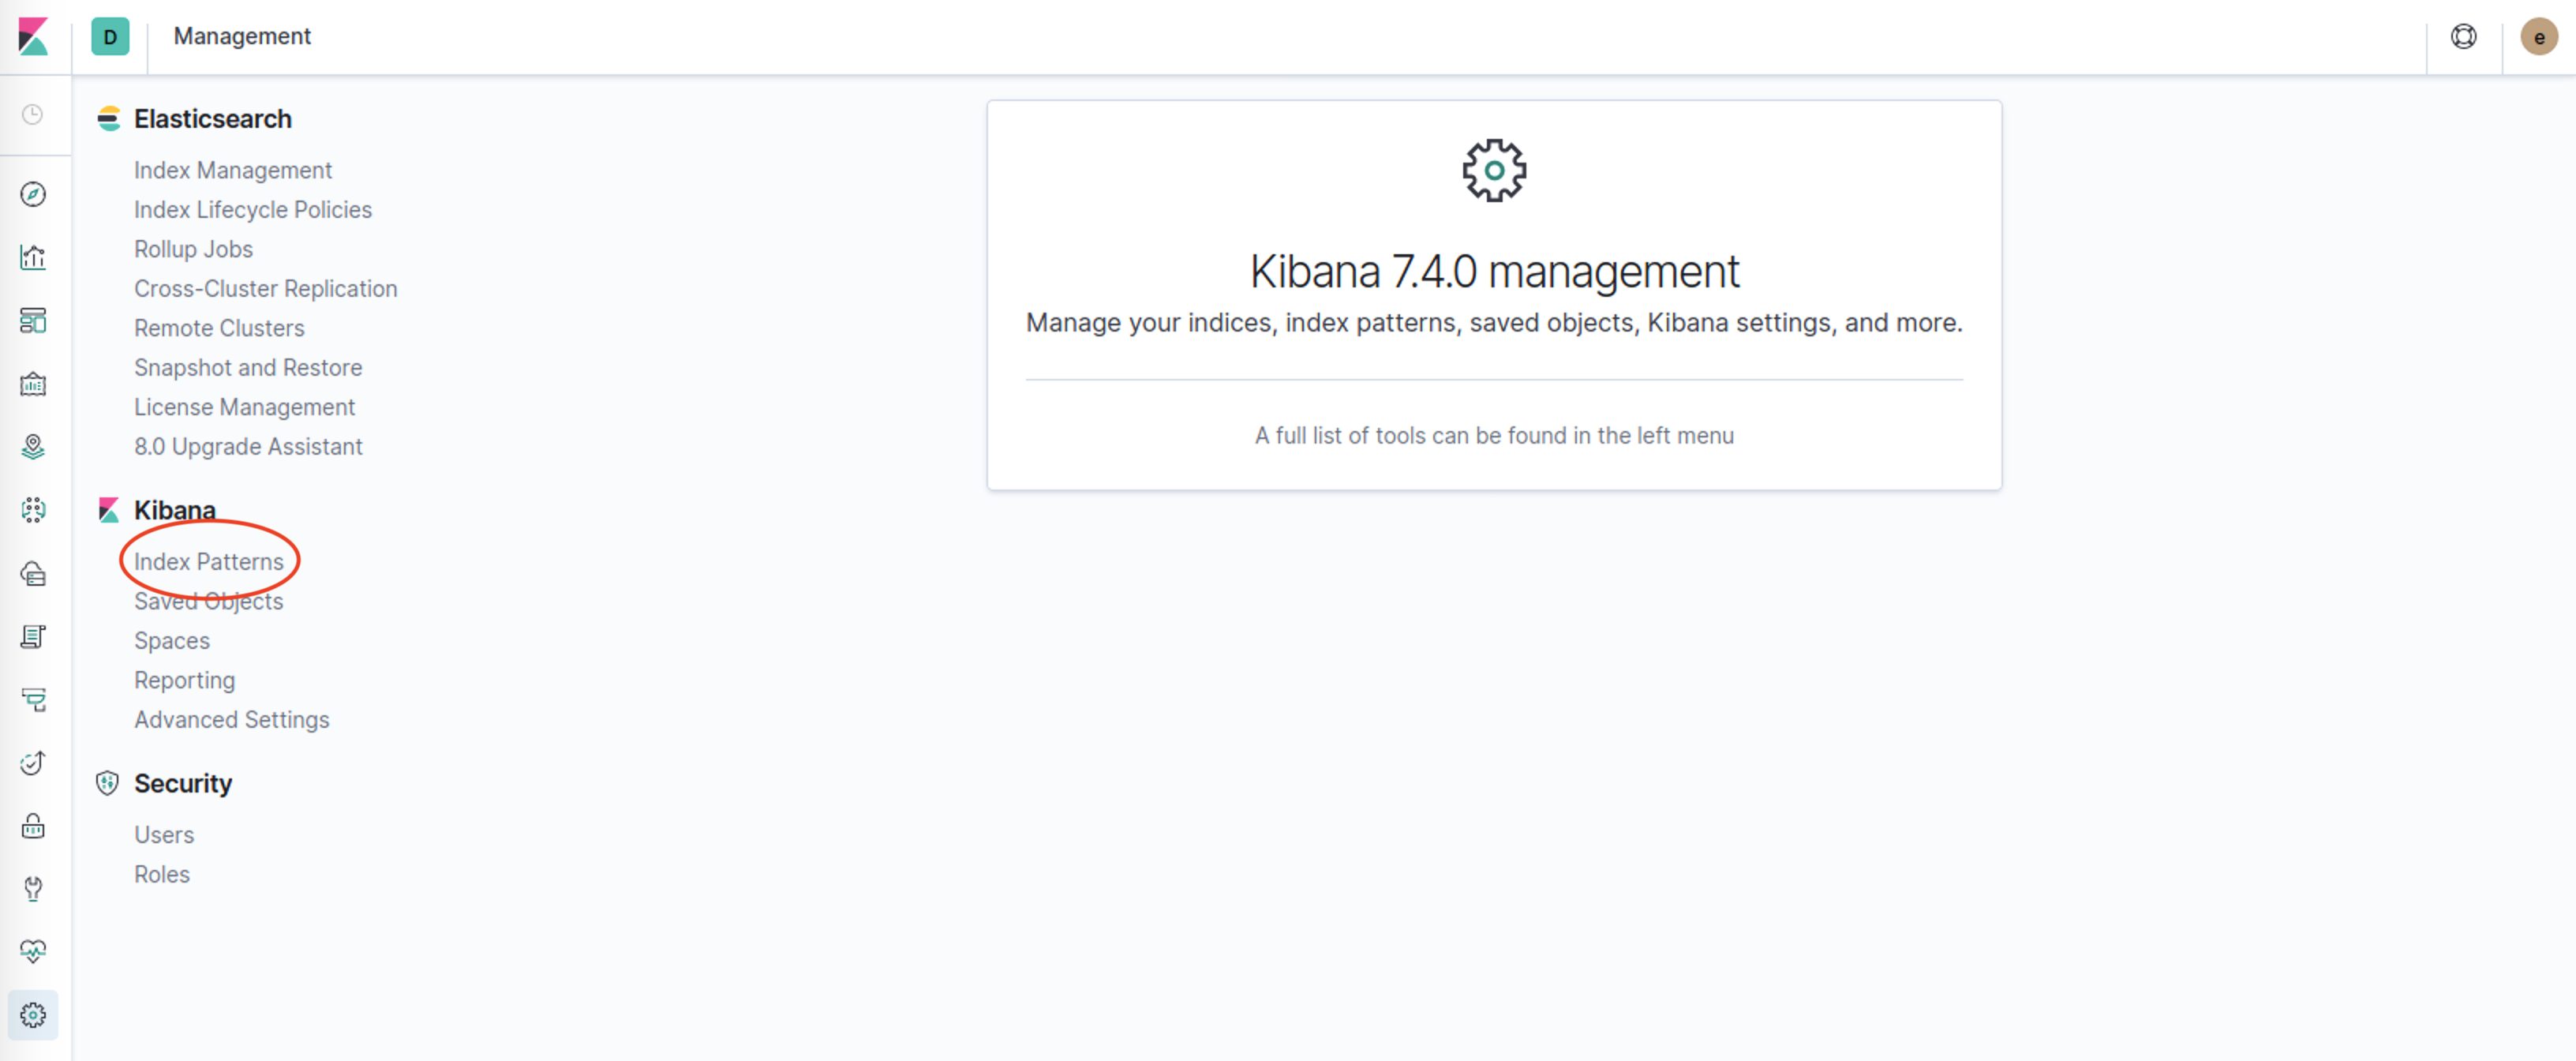 D
Management
e
Elasticsearch
Index Management
Index Lifecycle Policies
Rollup Jobs
Cross-Cluster Replication
Remote Clusters
Snapshot and Restore
License Management
8.0 Upgrade Assistant
Kibana
Index Patterns
Saved Objects
Spaces
Reporting
Advanced Settings
Security
Users
Roles
Kibana 7.4.0 management
Manage your indices, index patterns, saved objects, Kibana settings, and more.
A full list of tools can be found in the left menu